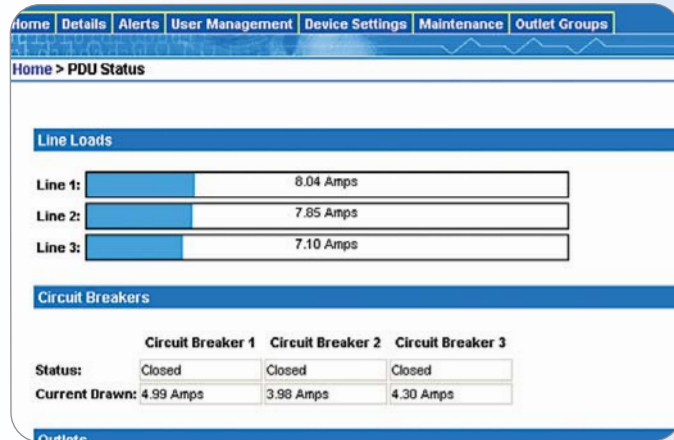 Home Details Alerts User Management Device Settings Maintenance Outlet Groups
Home > PDU Status
Line Loads
Line 1: 8.04 Amps
Line 2: 7.85 Amps
Line 3: 7.10 Amps
Circuit Breakers
Circuit Breaker 1 Circuit Breaker 2 Circuit Breaker 3
Status: Closed Closed Closed
Current Drawn: 4.99 Amps 3.98 Amps 4.30 Amps
Outlets